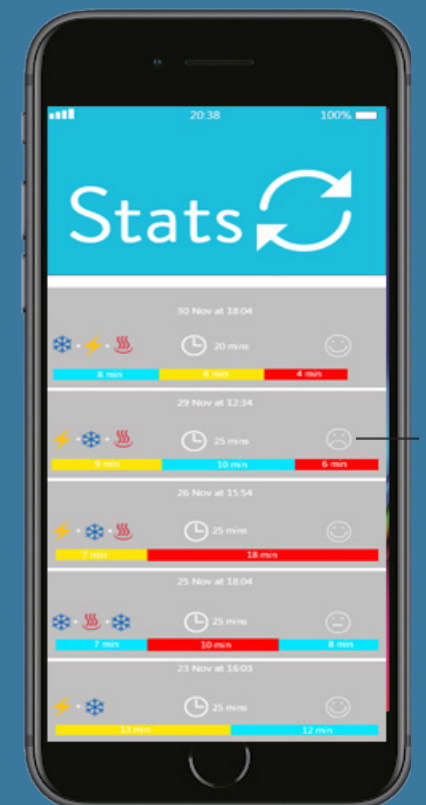 20:38 100%
Stats
30 Nov at 18:04
20 mins
8 min 8 min 4 min
29 Nov at 12:34
25 mins
9 min 10 min 6 min
26 Nov at 15:54
25 mins
7 min 18 min
25 Nov at 18:04
25 mins
7 min 10 min 8 min
23 Nov at 16:03
25 mins
13 min 12 min